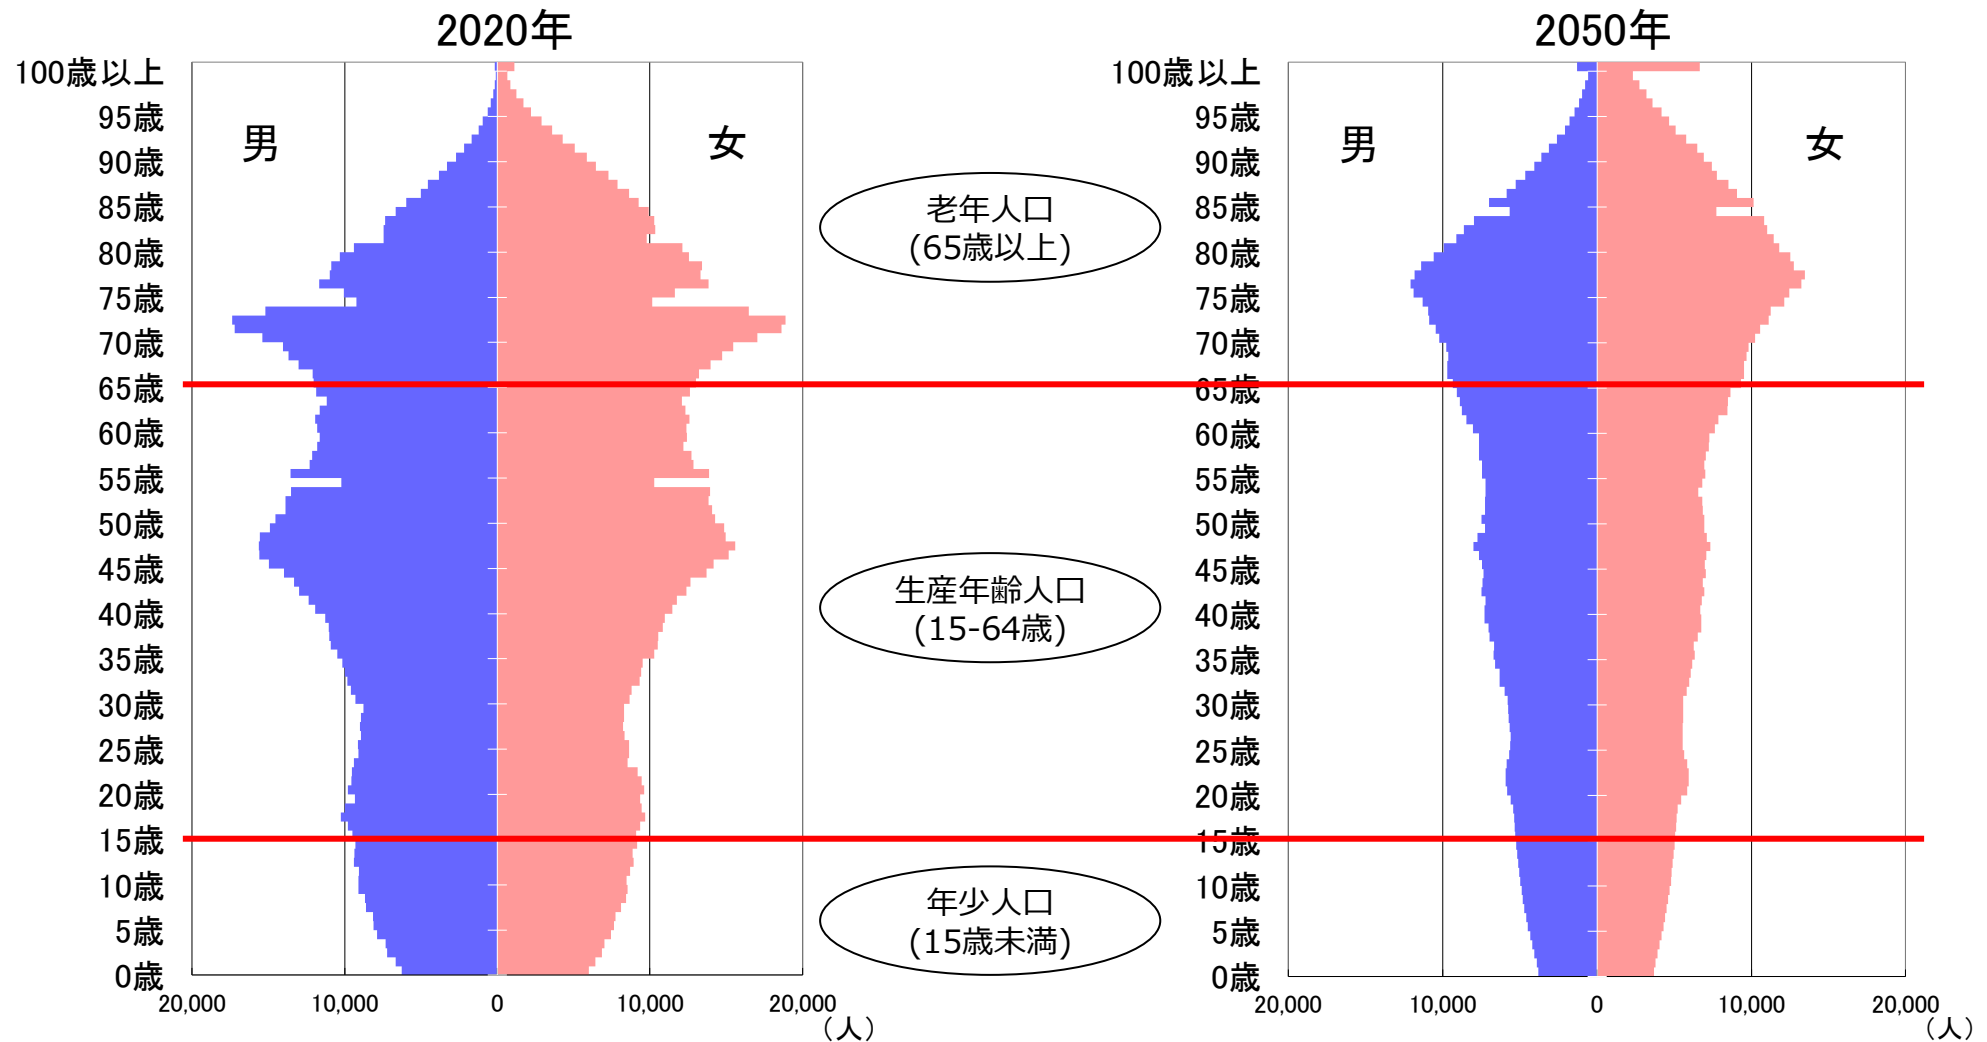 2020年
100歳以上
95歳
90歳
85歳
80歳
75歳
70歳
65歳
60歳
55歳
50歳
45歳
40歳
35歳
30歳
25歳
20歳
15歳
10歳
5歳
0歳
男
女
20,000
10,000
0
10,000
20,000
（人）
老年人口
(65歳以上)
生産年齢人口
(15-64歳)
年少人口
(15歳未満)
2050年
100歳以上
95歳
90歳
85歳
80歳
75歳
70歳
65歳
60歳
55歳
50歳
45歳
40歳
35歳
30歳
25歳
20歳
15歳
10歳
5歳
0歳
男
女
20,000
10,000
0
10,000
20,000
（人）